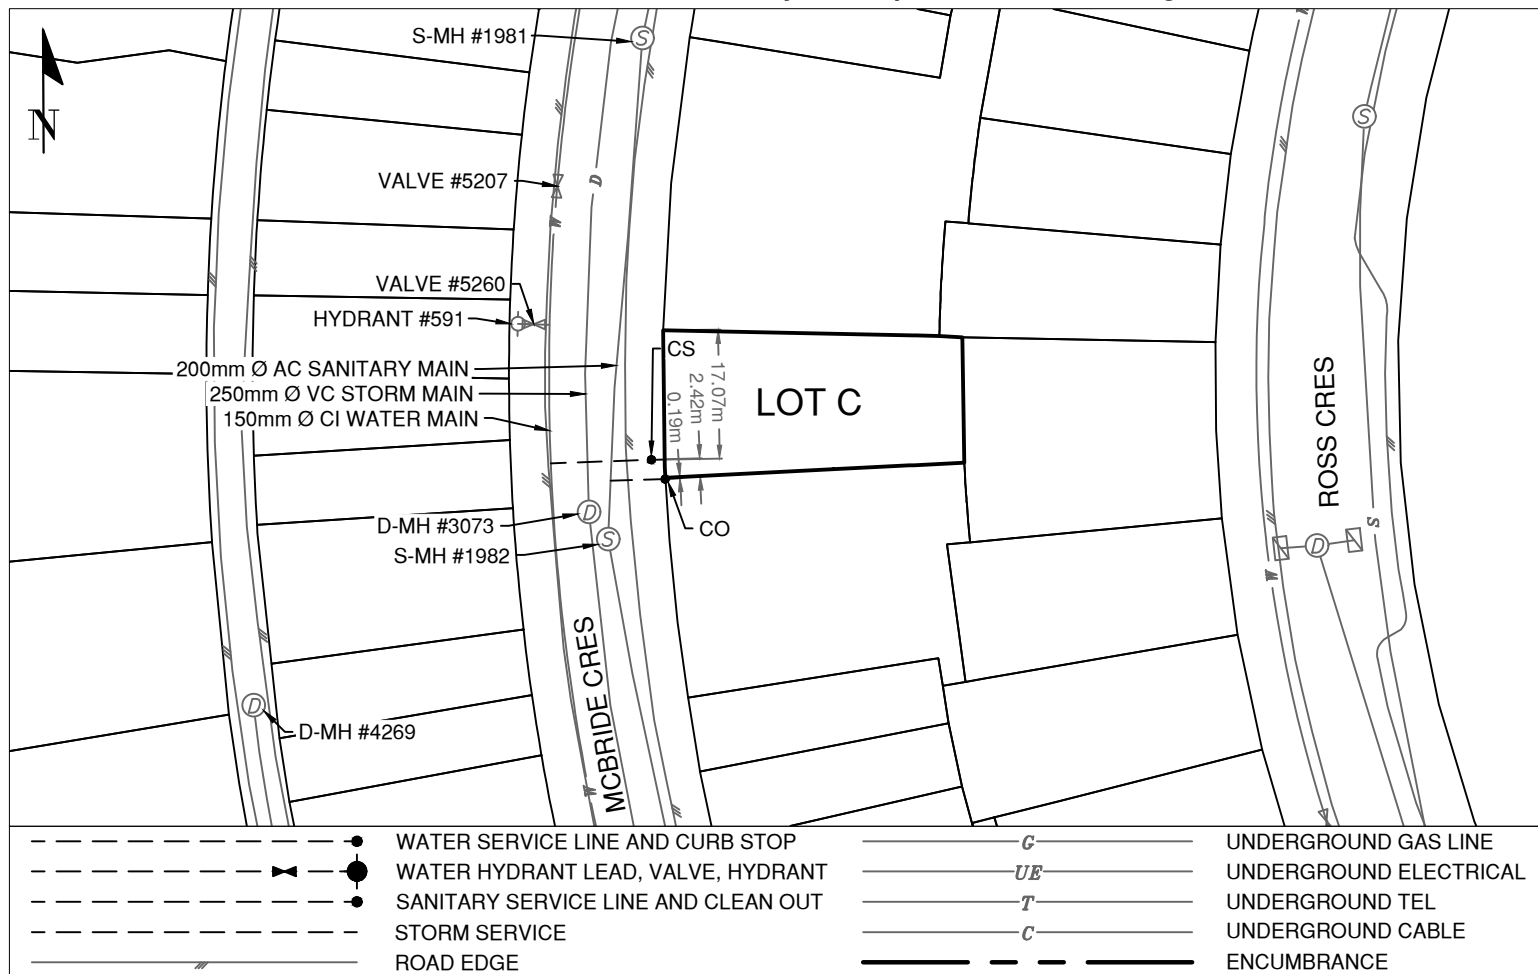 S-MH #1981
S
S
N
VALVE #5207
D
W
VALVE #5260
HYDRANT #591
CS
200mm Ø AC SANITARY MAIN
250mm Ø VC STORM MAIN
150mm Ø CI WATER MAIN
17.07m
2.42m
0.19m
LOT C
ROSS CRES
D
D-MH #3073
S
S-MH #1982
CO
S
D
W
MCBRIDE CRES
W
D
D-MH #4269
WATER SERVICE LINE AND CURB STOP
WATER HYDRANT LEAD, VALVE, HYDRANT
SANITARY SERVICE LINE AND CLEAN OUT
STORM SERVICE
ROAD EDGE
G UNDERGROUND GAS LINE
UE UNDERGROUND ELECTRICAL
T UNDERGROUND TEL
C UNDERGROUND CABLE
ENCUMBRANCE